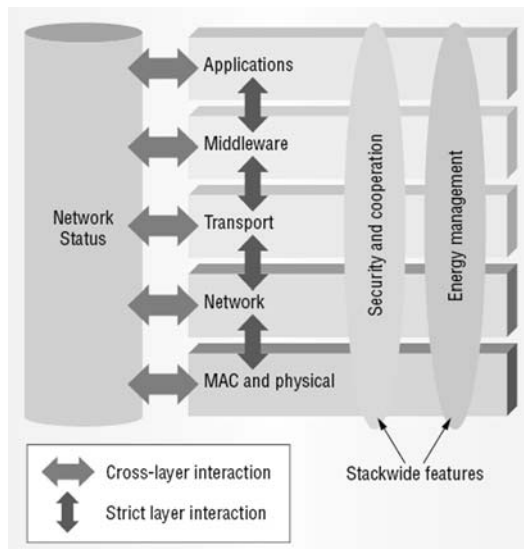 Applications
Middleware
Network
Status
Transport
Network
MAC and physical
Security and cooperation
Energy management
Cross-layer interaction
Strict layer interaction
Stackwide features